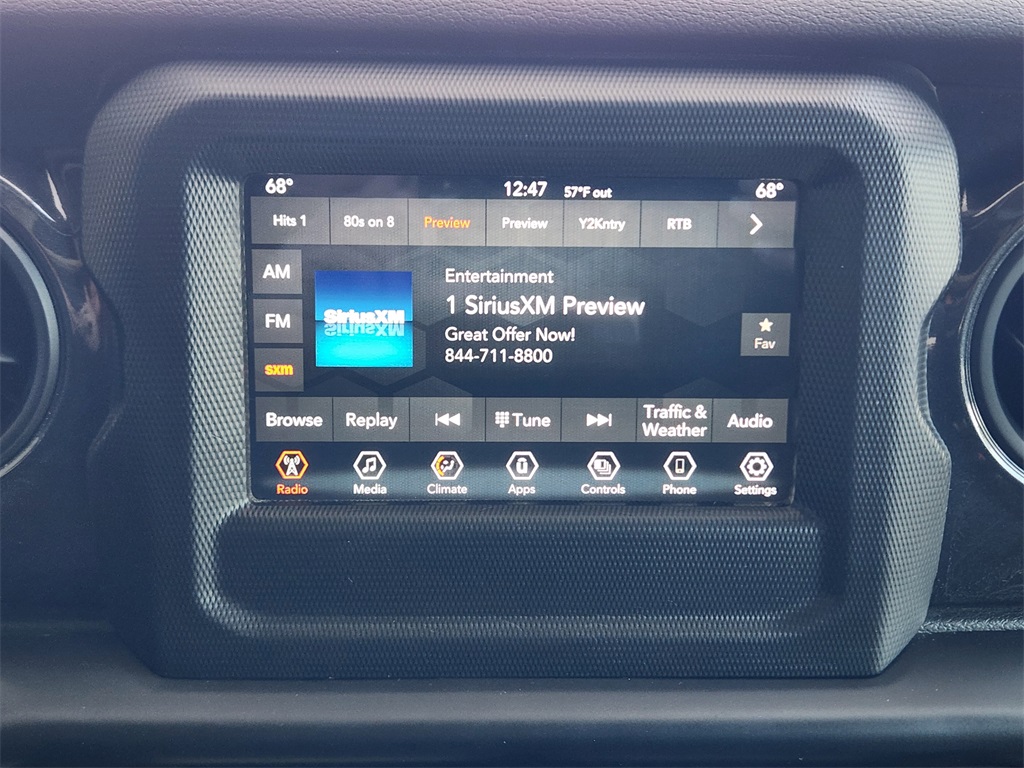 68° 12:47 57°F out 68°
Hits 1 80s on 8 Preview Preview Y2Kntry RTB
AM
FM
sxm
SiriusXM
Entertainment
1 SiriusXM Preview
Great Offer Now!
844-711-8800
Fav
Browse Replay Tune Traffic & Weather Audio
Radio Media Climate Apps Controls Phone Settings